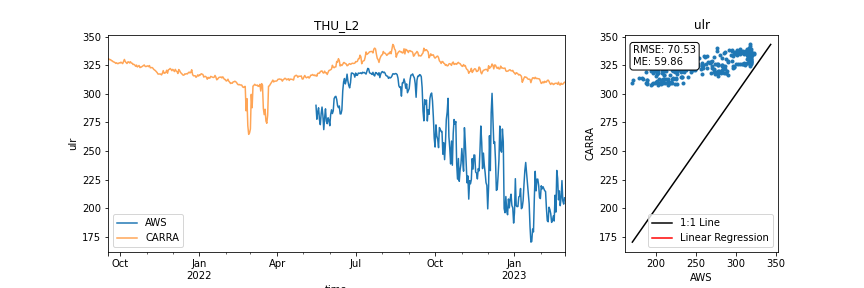 THU_L2
ulr
350
325
300
275
250
225
200
175
ulr
AWS
CARRA
Oct
Jan
2022
Apr
Jul
Oct
Jan
2023
time
350
325
300
275
250
225
200
175
CARRA
RMSE: 70.53
ME: 59.86
1:1 Line
Linear Regression
200
250
300
350
AWS